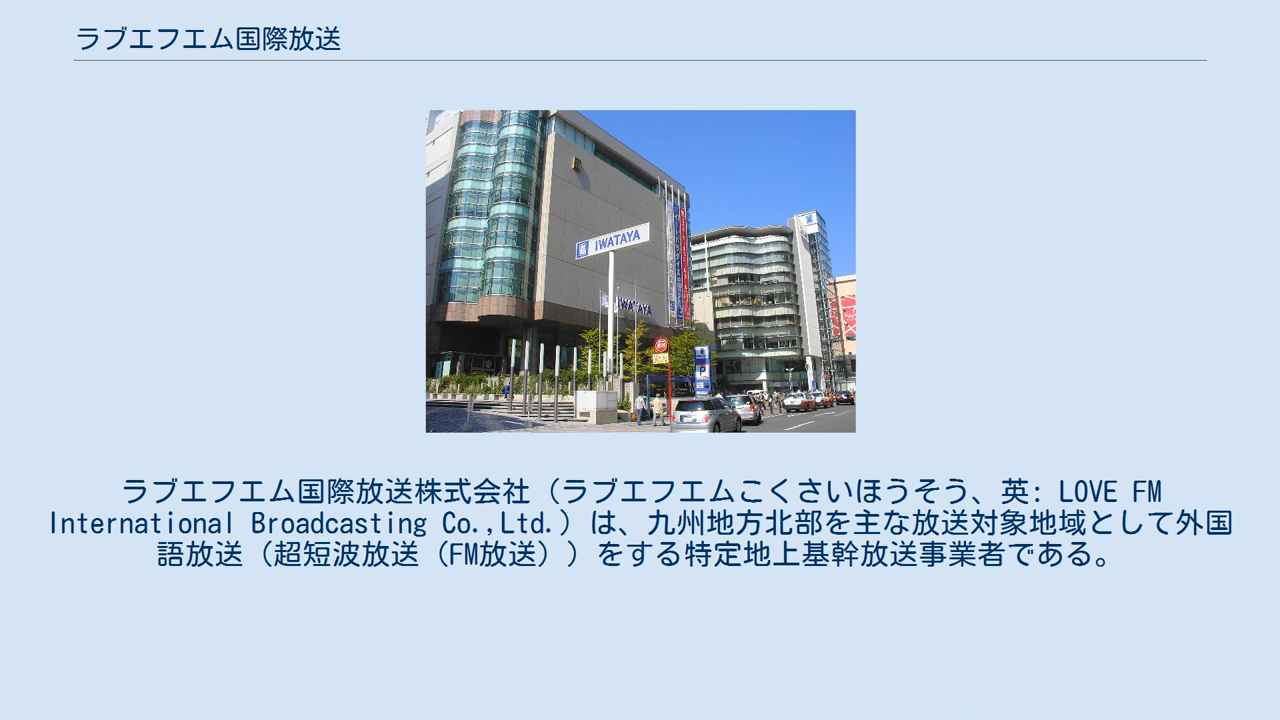 ラブエフエム国際放送
IWATAYA
IWATAYA
P
ラブエフエム国際放送株式会社（ラブエフエムこくさいほうそう、英: LOVE FM
International Broadcasting Co.,Ltd.）は、九州地方北部を主な放送対象地域として外国
語放送（超短波放送（FM放送））をする特定地上基幹放送事業者である。